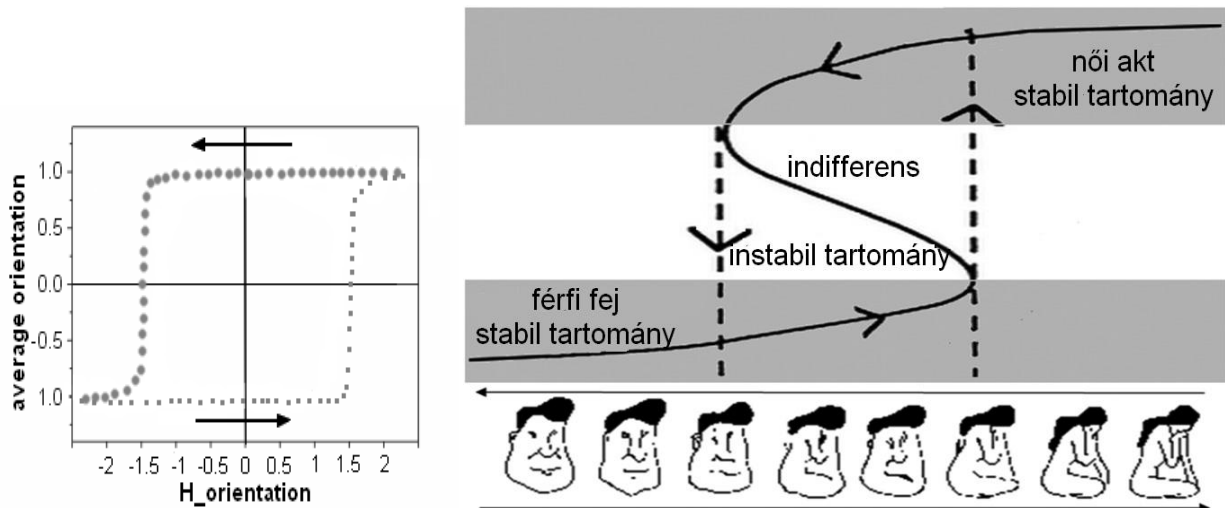 average orientation
1.0
0.5
0.0
-0.5
1.0
-2
-1.5
-1
-0.5
0
0.5
1
1.5
2
H_orientation
női akt
stabil tartomány
indifferens
instabil tartomány
férfi fej
stabil tartomány